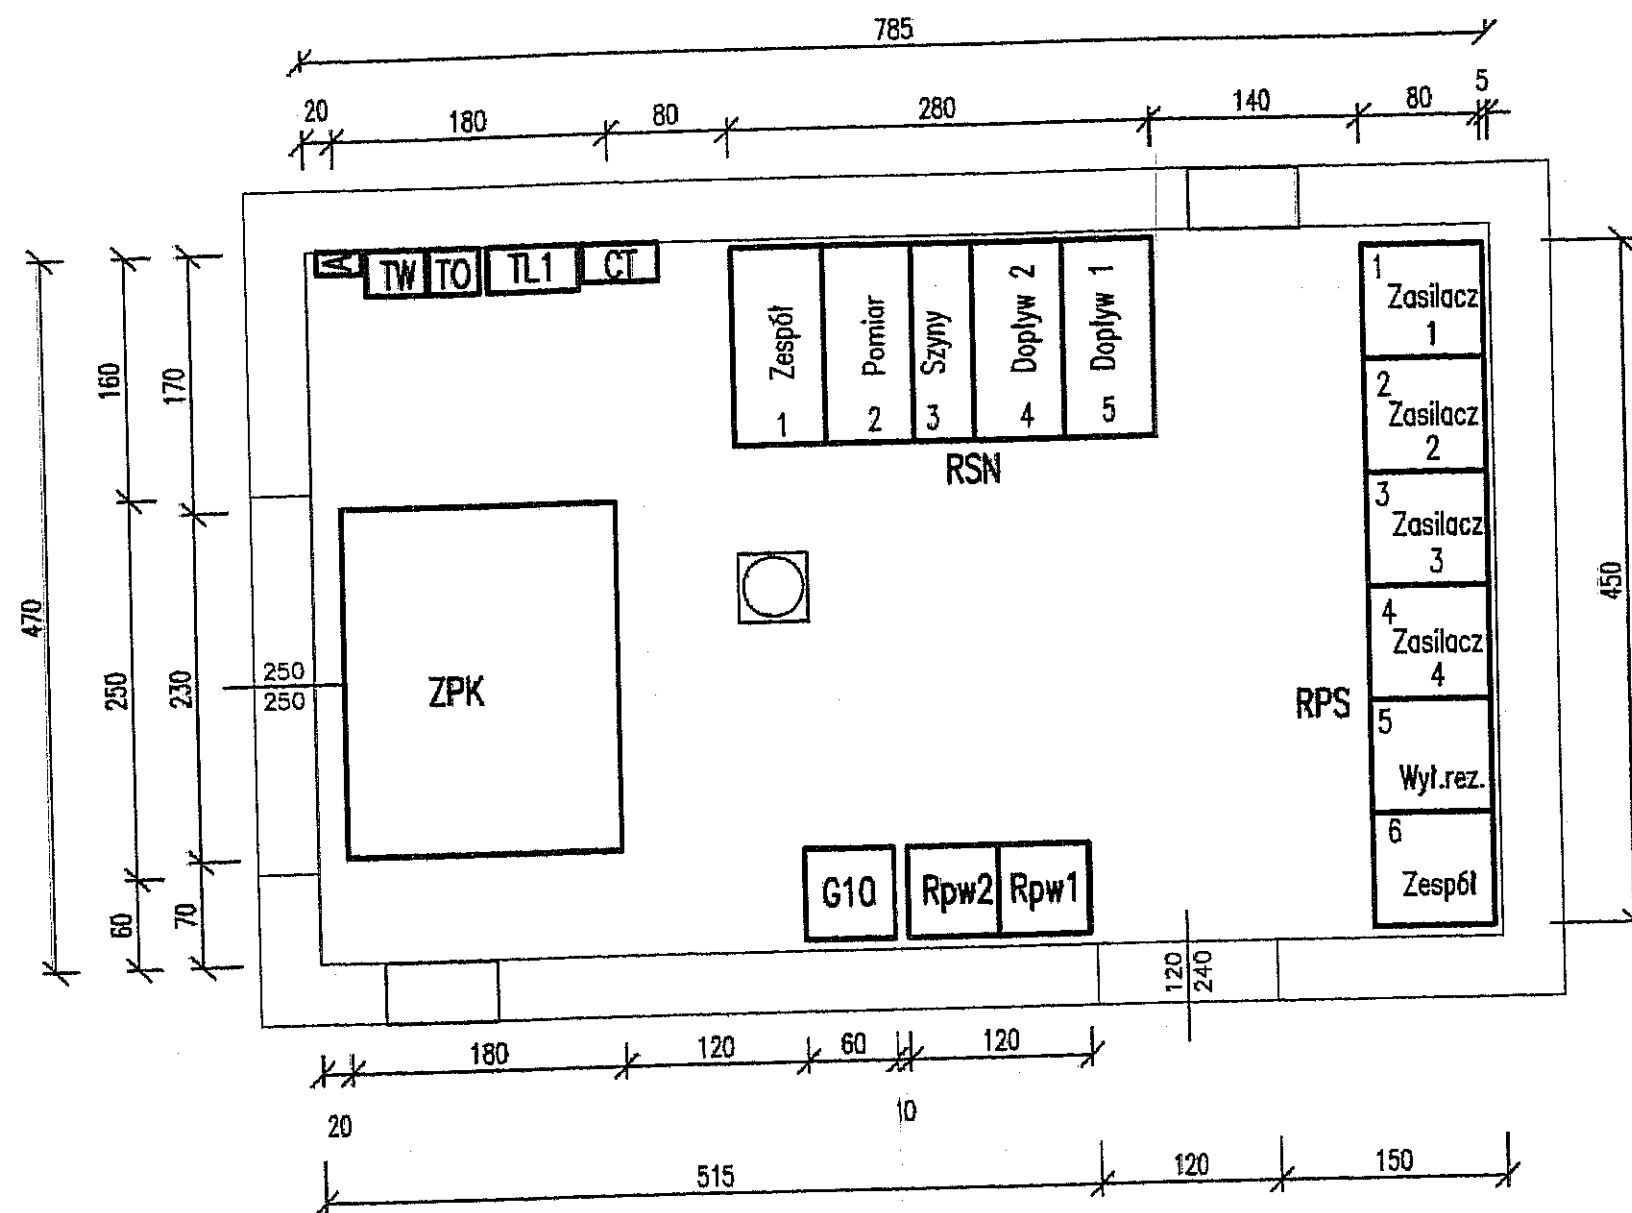 785
20 180 80 280 140 80 5
A TW TO TL1 CT
Zespół 1
Pomiar 2
Szyny 3
Dopływ 2 4
Dopływ 1 5
RSN
1
Zasilacz
1
2
Zasilacz
2
3
Zasilacz
3
4
Zasilacz
4
5
Wył.rez.
6
Zespół
RPS
450
470
160
250
60
170
230
70
250
250
ZPK
G10 Rpw2 Rpw1
120
240
180 120 60 120
20 10
515 120 150